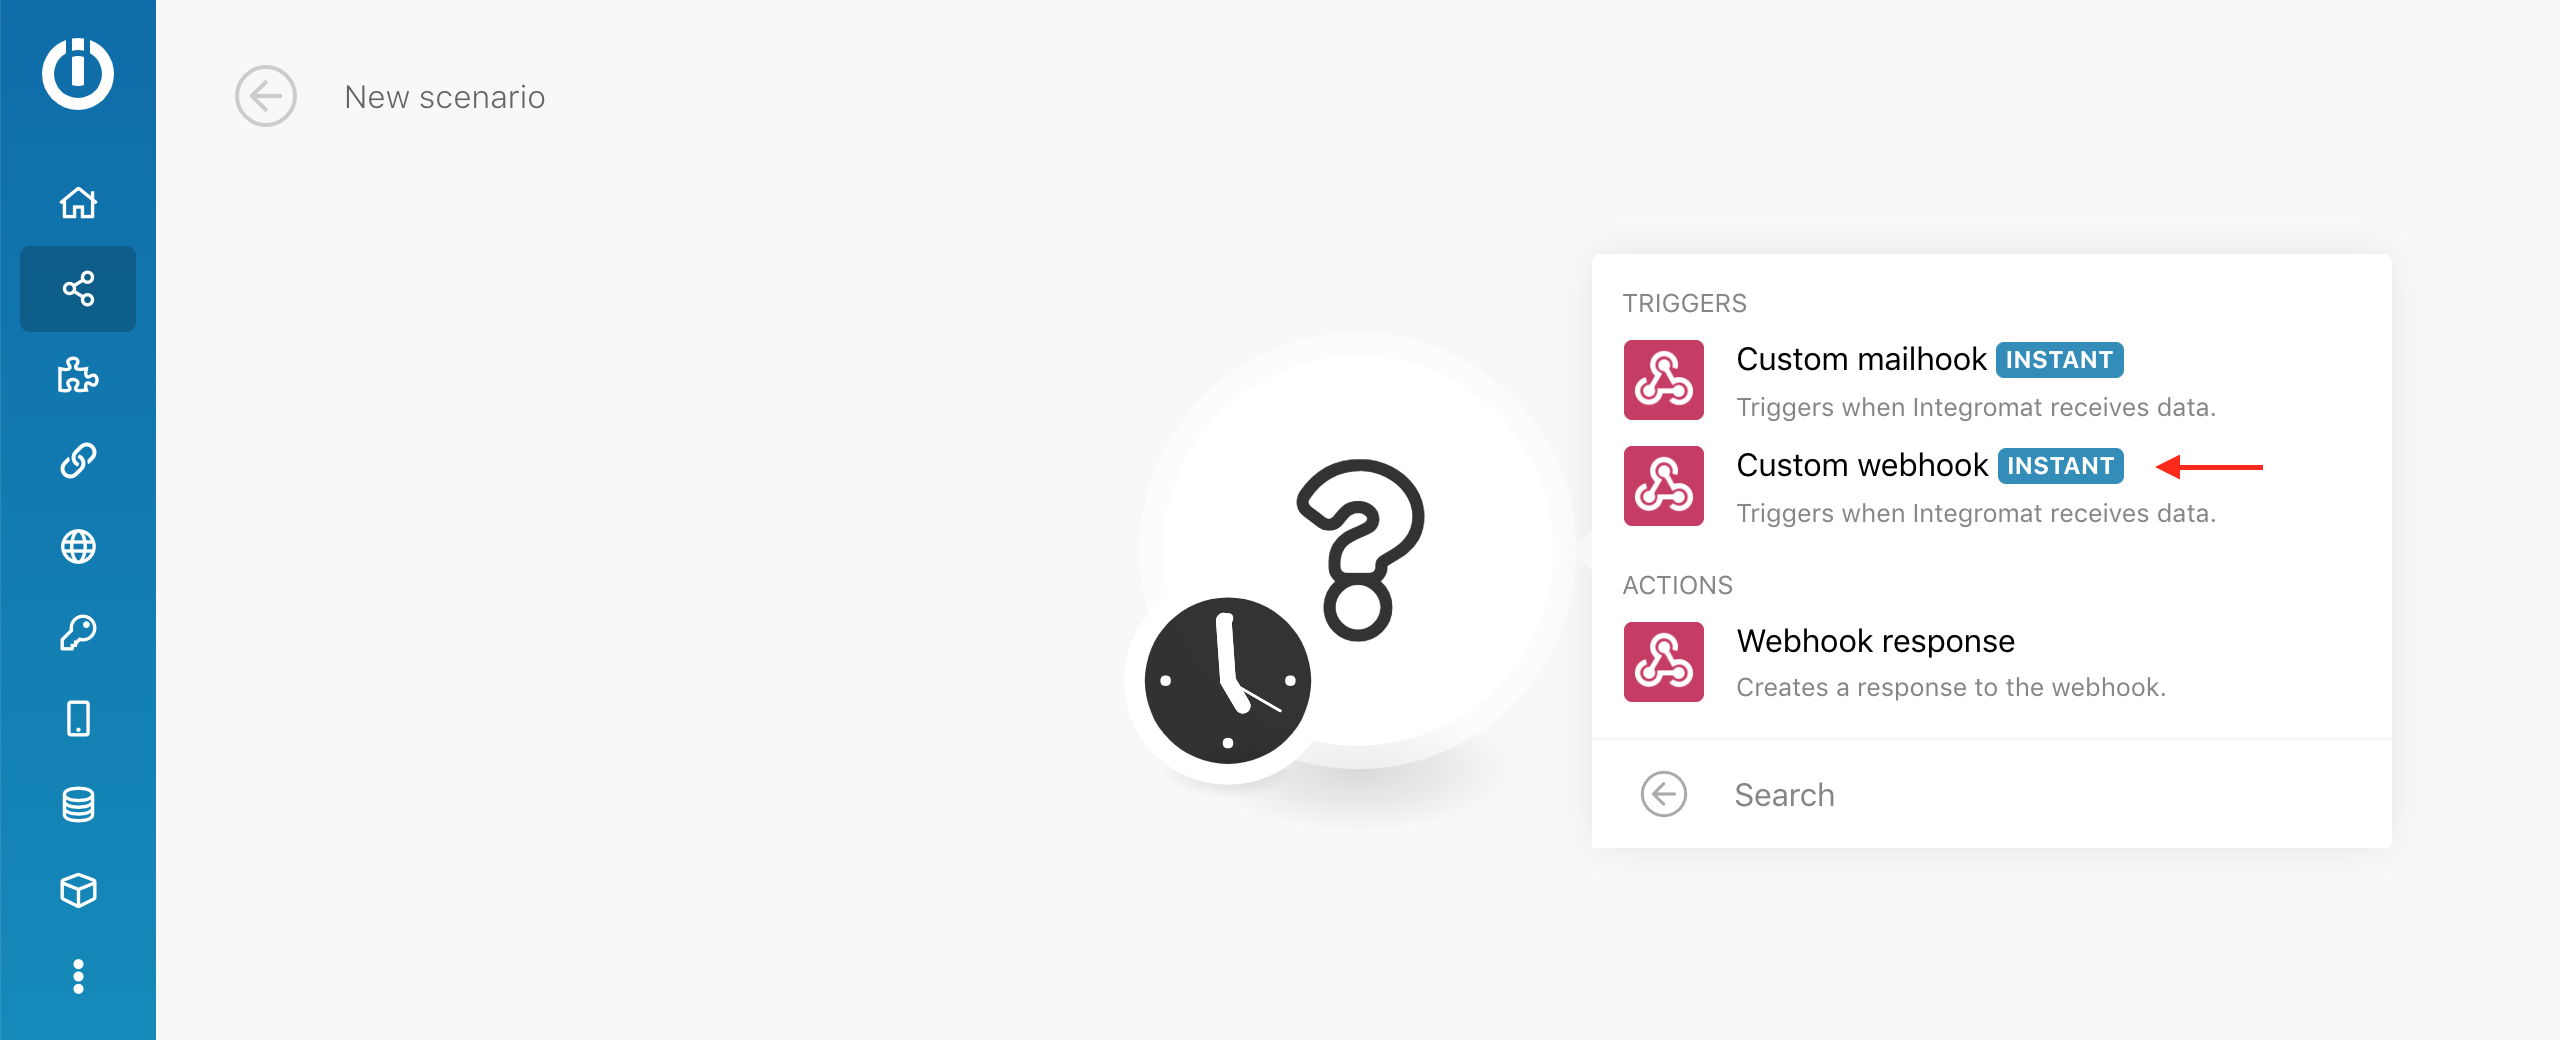 New scenario
TRIGGERS
Custom mailhook INSTANT
Triggers when Integromat receives data.
Custom webhook INSTANT
Triggers when Integromat receives data.
ACTIONS
Webhook response
Creates a response to the webhook.
Search